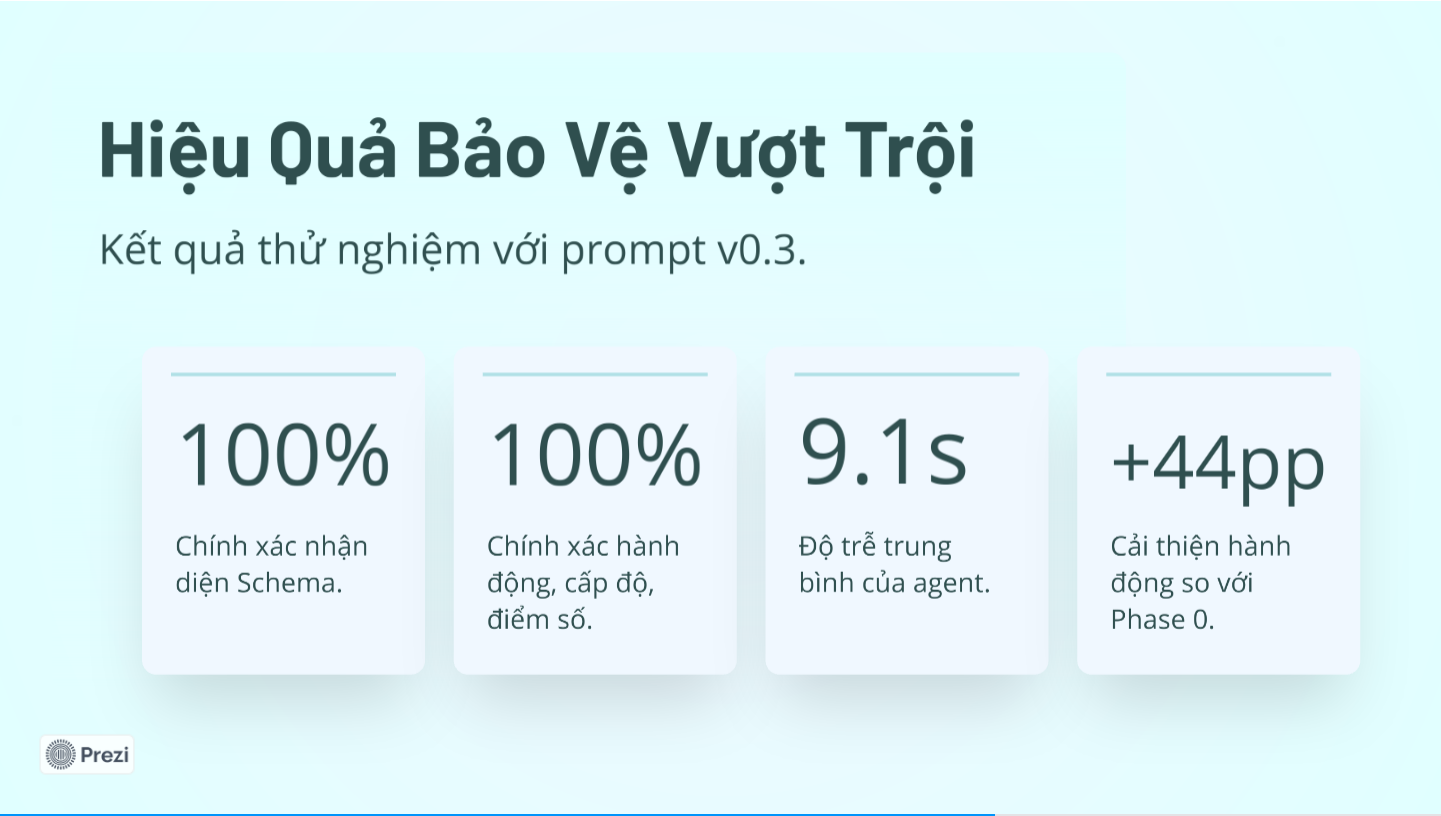 Hiệu Quả Bảo Vệ Vượt Trội
Kết quả thử nghiệm với prompt v0.3.
100%
Chính xác nhận
diện Schema.
100%
Chính xác hành
động, cấp độ,
điểm số.
9.1s
Độ trễ trung
bình của agent.
+44pp
Cải thiện hành
động so với
Phase 0.
Prezi